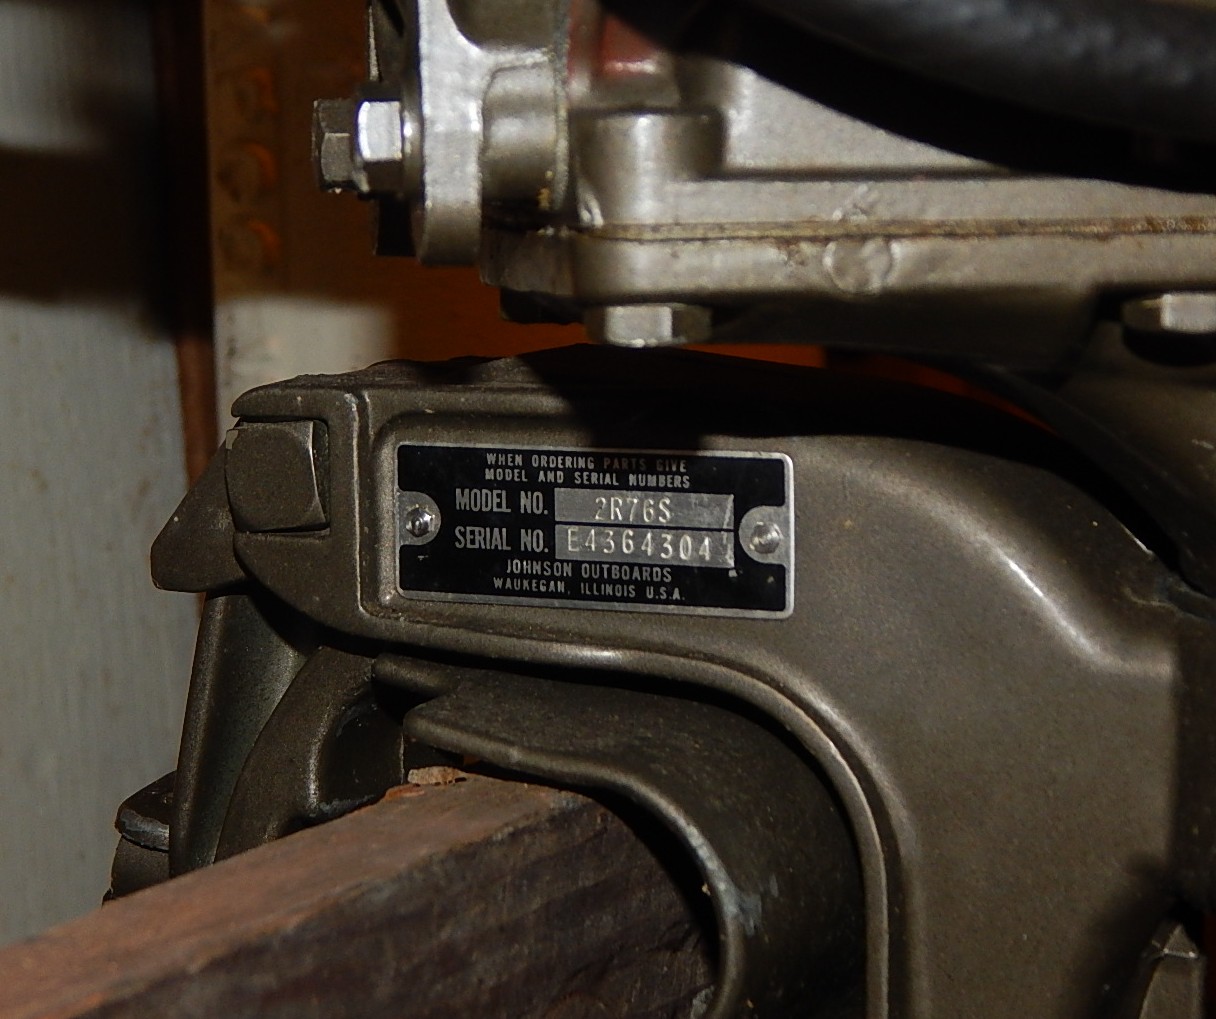 WHEN ORDERING PARTS GIVE
MODEL AND SERIAL NUMBERS
MODEL NO. 2R76S
SERIAL NO. E4364304
JOHNSON OUTBOARDS
WAUKEGAN, ILLINOIS U.S.A.